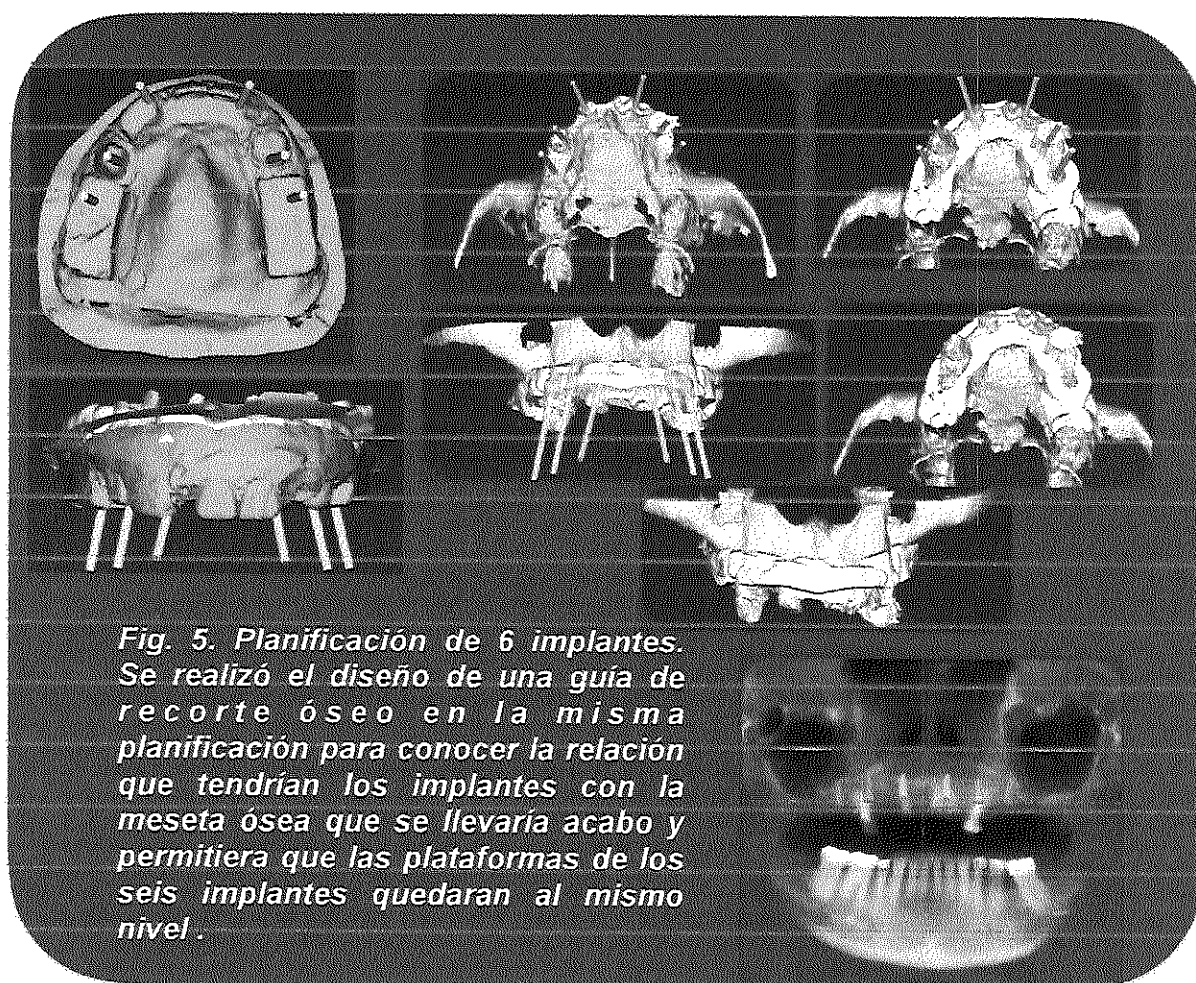 Fig. 5. Planificación de 6 implantes.
Se realizó el diseño de una guía de
recorte óseo en la misma
planificación para conocer la relación
que tendrían los implantes con la
meseta ósea que se llevaría acabo y
permitiera que las plataformas de los
seis implantes quedaran al mismo
nivel .